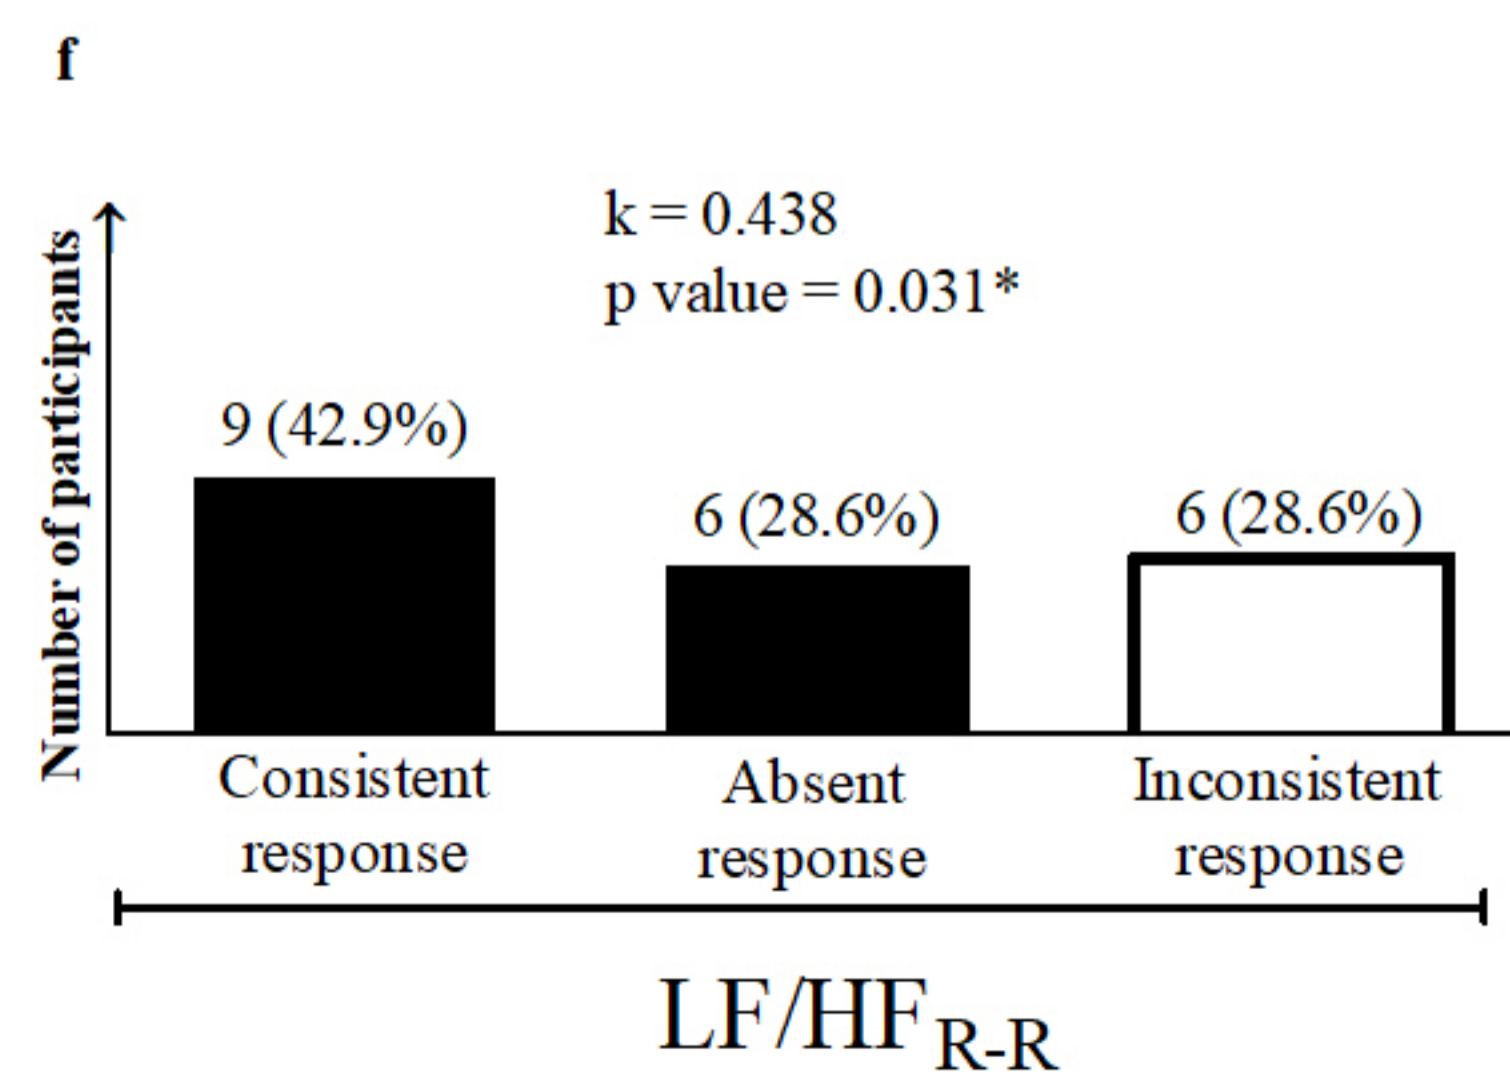 f
k = 0.438
p value = 0.031*
Number of participants
9 (42.9%)
6 (28.6%)
6 (28.6%)
Consistent
response
Absent
response
Inconsistent
response
LF/HF R-R